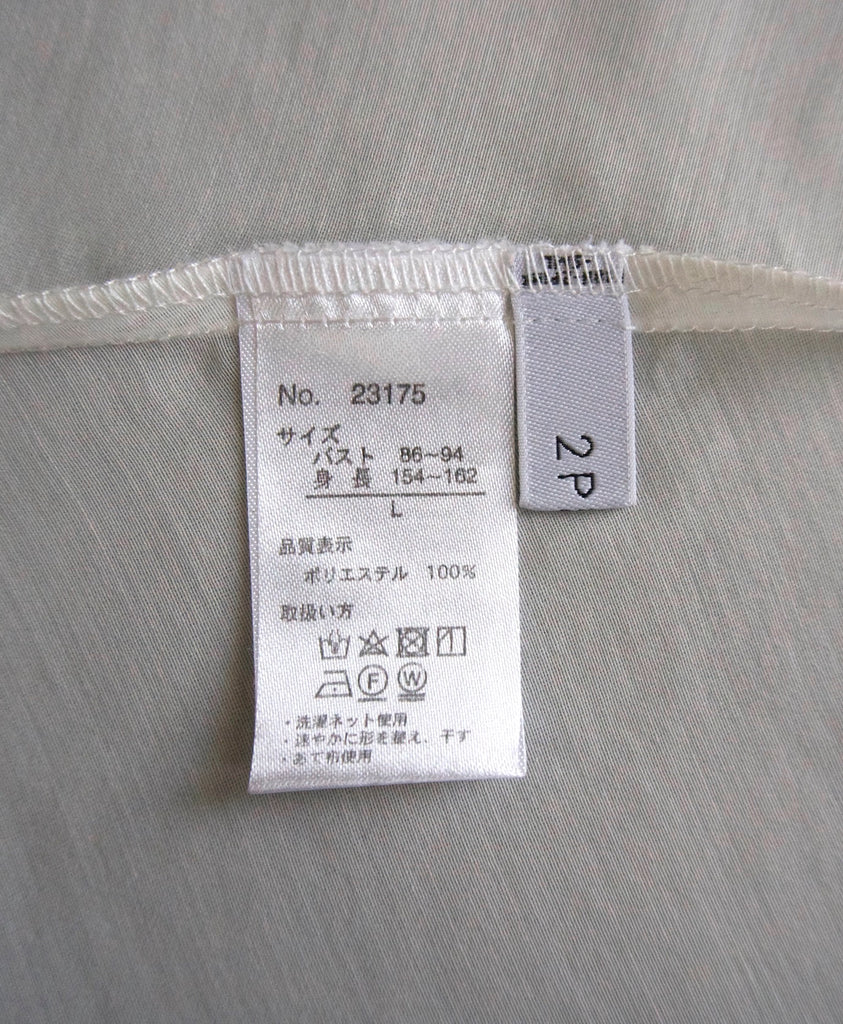 No. 23175
サイズ
バスト 86~94
身長 154~162
L
品質表示
ポリエステル 100%
取扱い方
F W
・洗濯ネット使用
・速やかに形を整え、干す
・あて布使用
2P